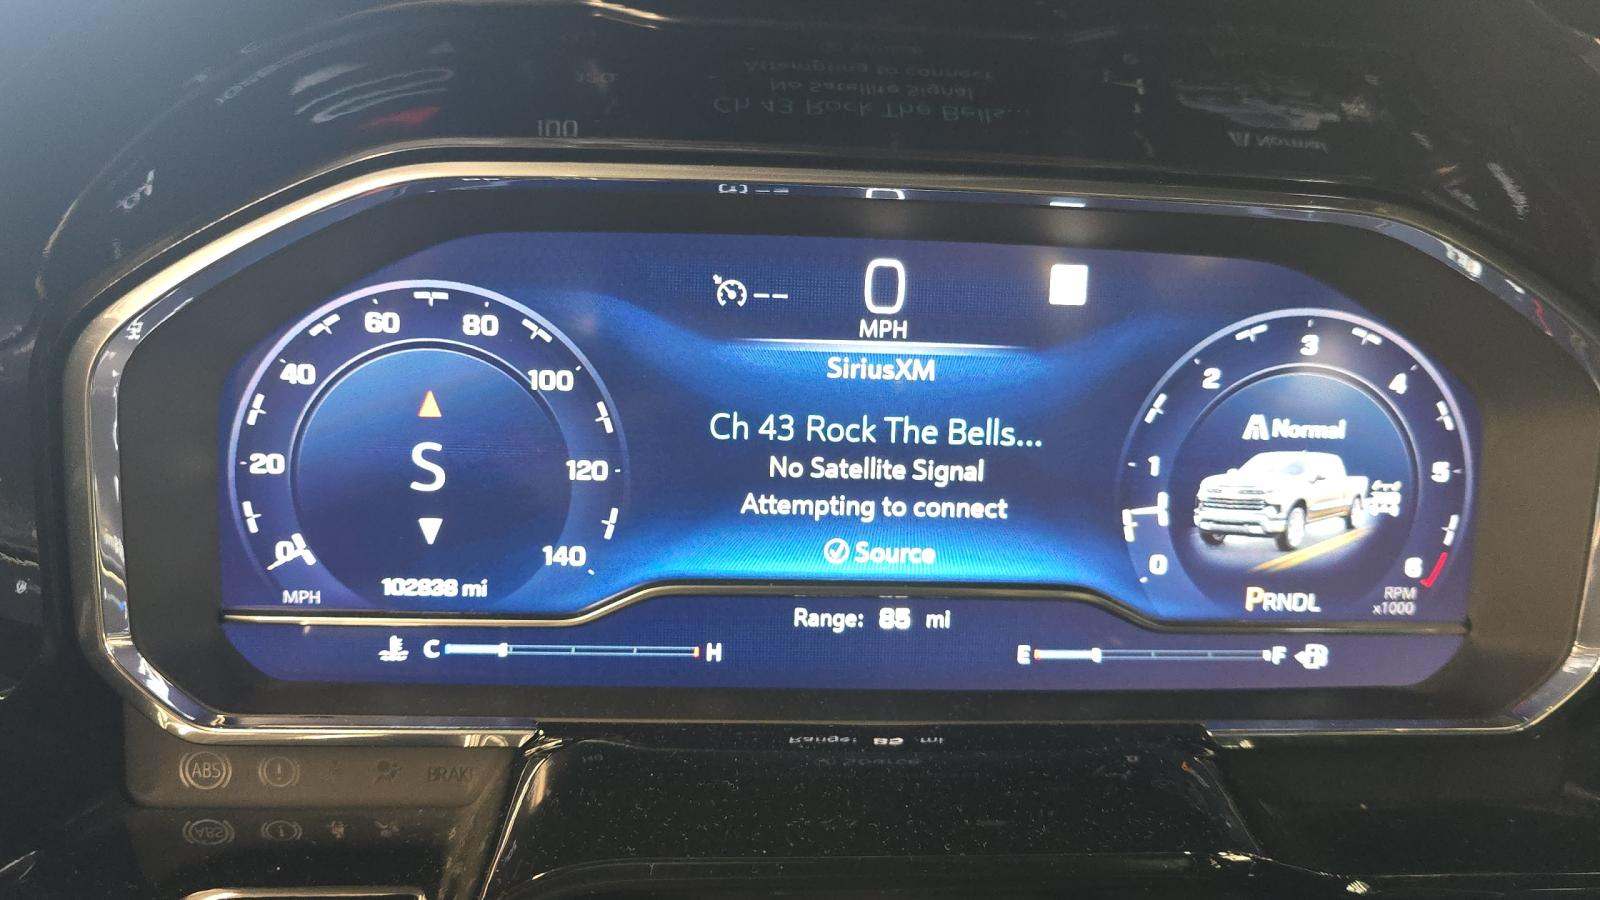 -- 0
MPH
SiriusXM
Ch 43 Rock The Bells...
No Satellite Signal
Attempting to connect
Source
0 20 40 60 80 100 120 140
S
102838 mi
MPH
0 1 2 3 4 5 6
Normal
PRNDL
RPM
x1000
Range: 85 mi
C H
E F
ABS
BRAKE